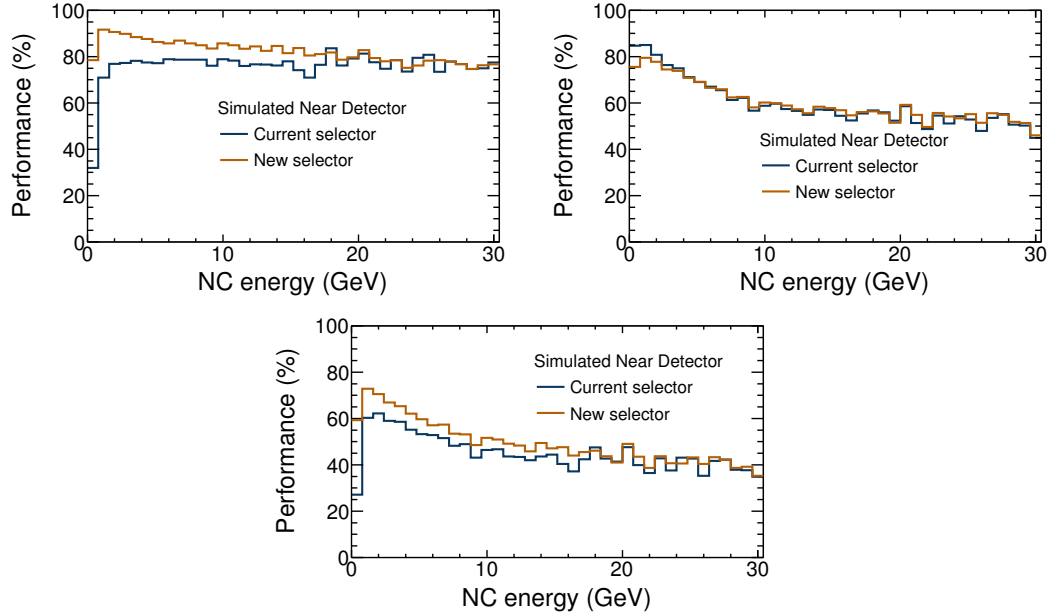 Performance (%)
100
80
60
40
20
0
Simulated Near Detector
Current selector
New selector
0
10
20
30
NC energy (GeV)
Performance (%)
100
80
60
40
20
0
Simulated Near Detector
Current selector
New selector
0
10
20
30
NC energy (GeV)
Performance (%)
100
80
60
40
20
0
Simulated Near Detector
Current selector
New selector
0
10
20
30
NC energy (GeV)